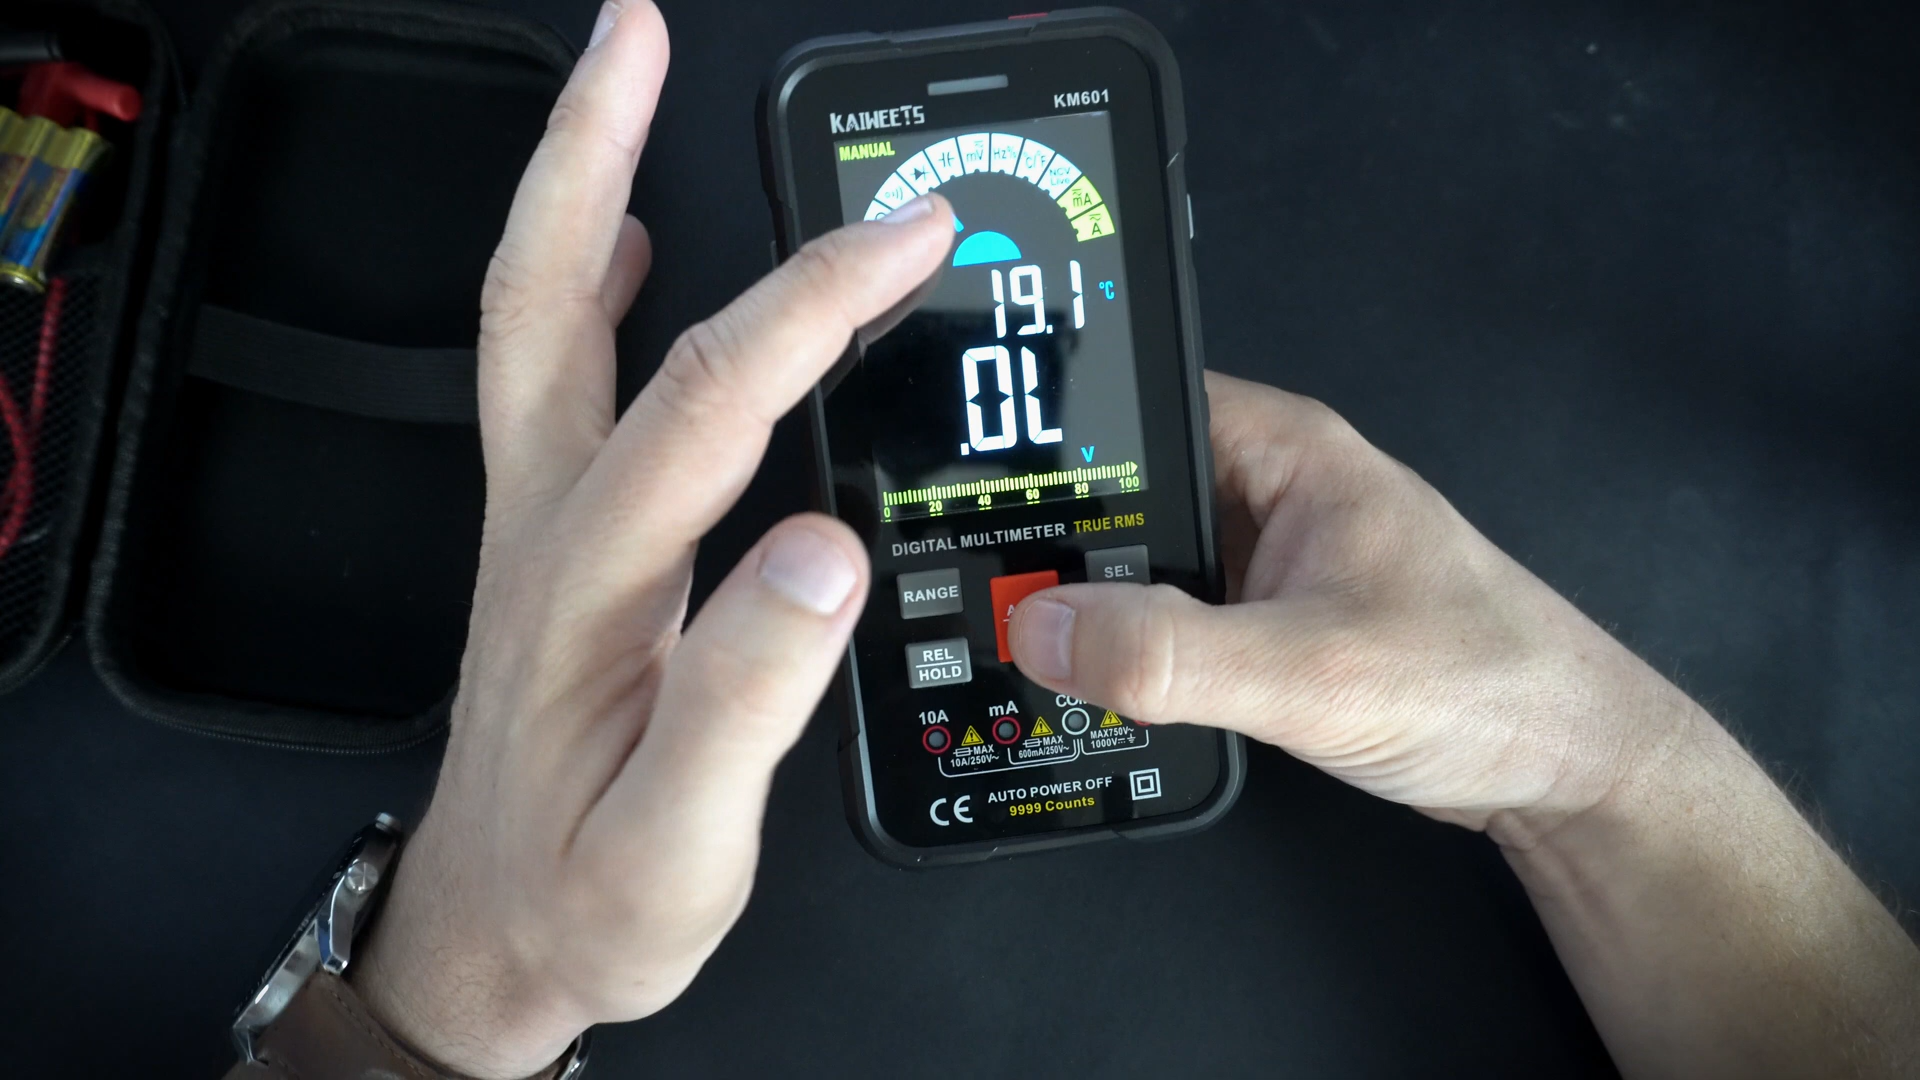 KAIWEETS
KM601
MANUAL
mV
Hz%
°C/°F
NCV
Live
mA
A
19.1 °C
.0L
V
0 20 40 60 80 100
DIGITAL MULTIMETER TRUE RMS
RANGE
SEL
REL
HOLD
10A
mA
MAX
10A/250V~
MAX
600mA/250V~
MAX750V~
1000V⎓
AUTO POWER OFF
9999 Counts
CE